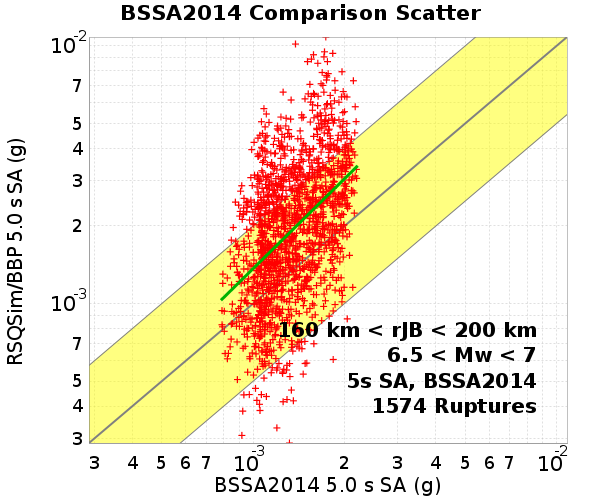 BSSA2014 Comparison Scatter
RSQSim/BBP 5.0 s SA (g)
10-2
7
5
4
3
2
10-3
7
5
4
3
160 km < rJB < 200 km
6.5 < Mw < 7
5s SA, BSSA2014
1574 Ruptures
3 4 5 6 7 10-3 2 3 4 5 6 7 10-2
BSSA2014 5.0 s SA (g)